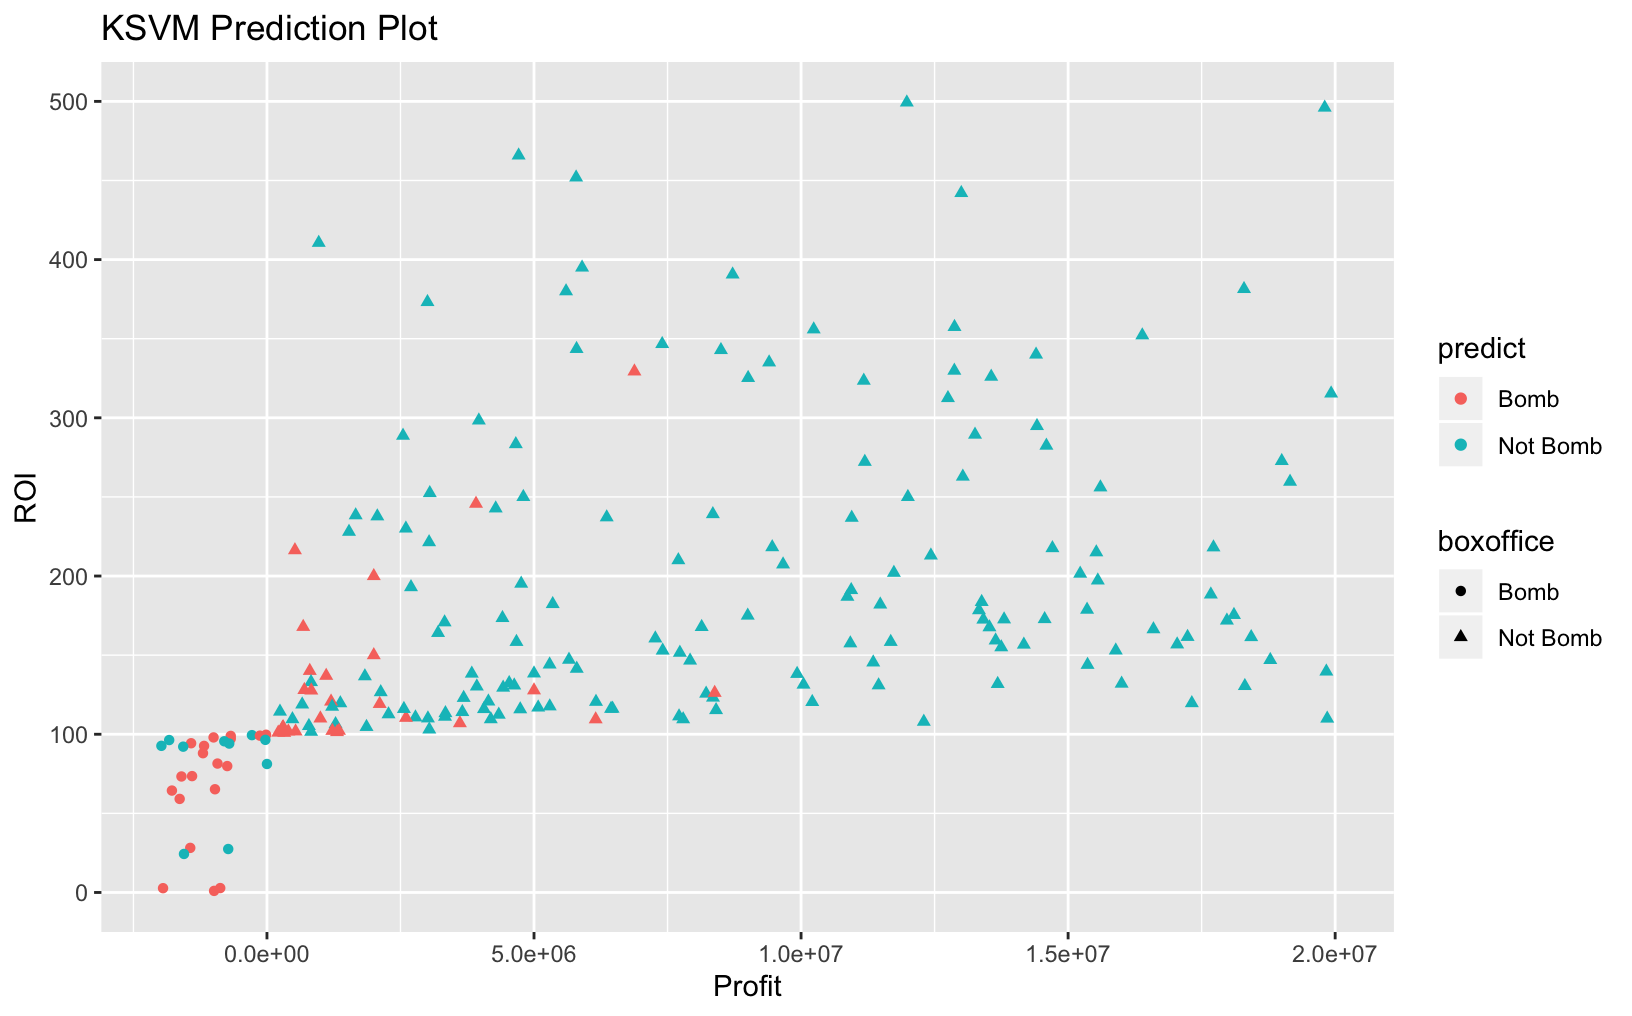 KSVM Prediction Plot
500
400
300
200
100
0
ROI
0.0e+00 5.0e+06 1.0e+07 1.5e+07 2.0e+07
Profit
predict
Bomb
Not Bomb
boxoffice
Bomb
Not Bomb